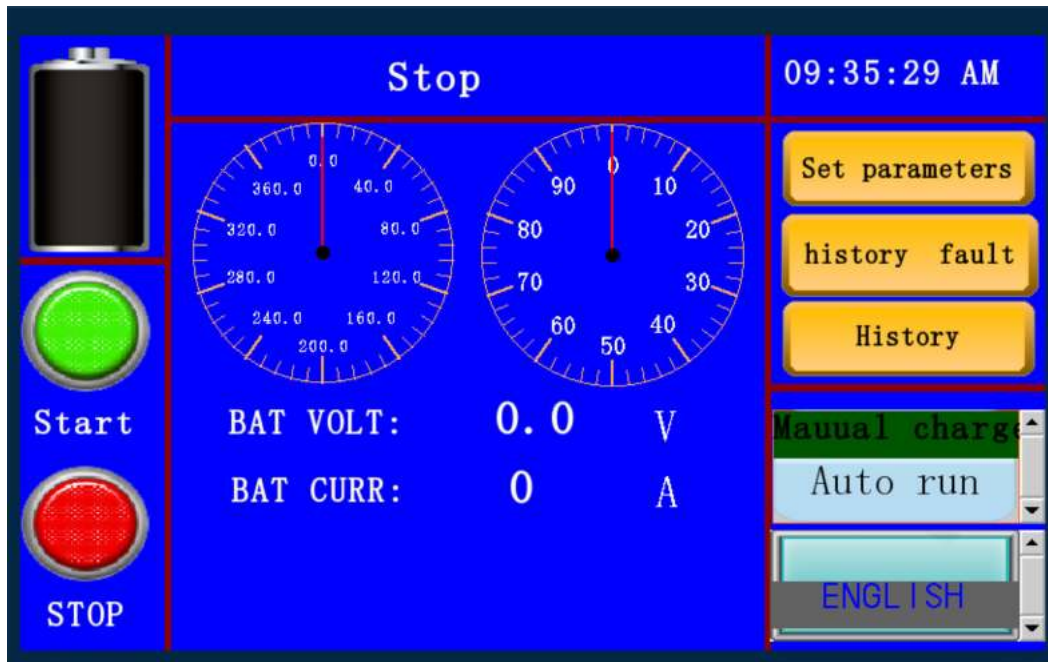 Stop
09:35:29 AM
0.0
40.0
80.0
120.0
160.0
200.0
240.0
280.0
320.0
360.0
0
10
20
30
40
50
60
70
80
90
Set parameters
history fault
History
Start
BAT VOLT: 0.0 V
BAT CURR: 0 A
STOP
Mauual charge
Auto run
ENGLISH